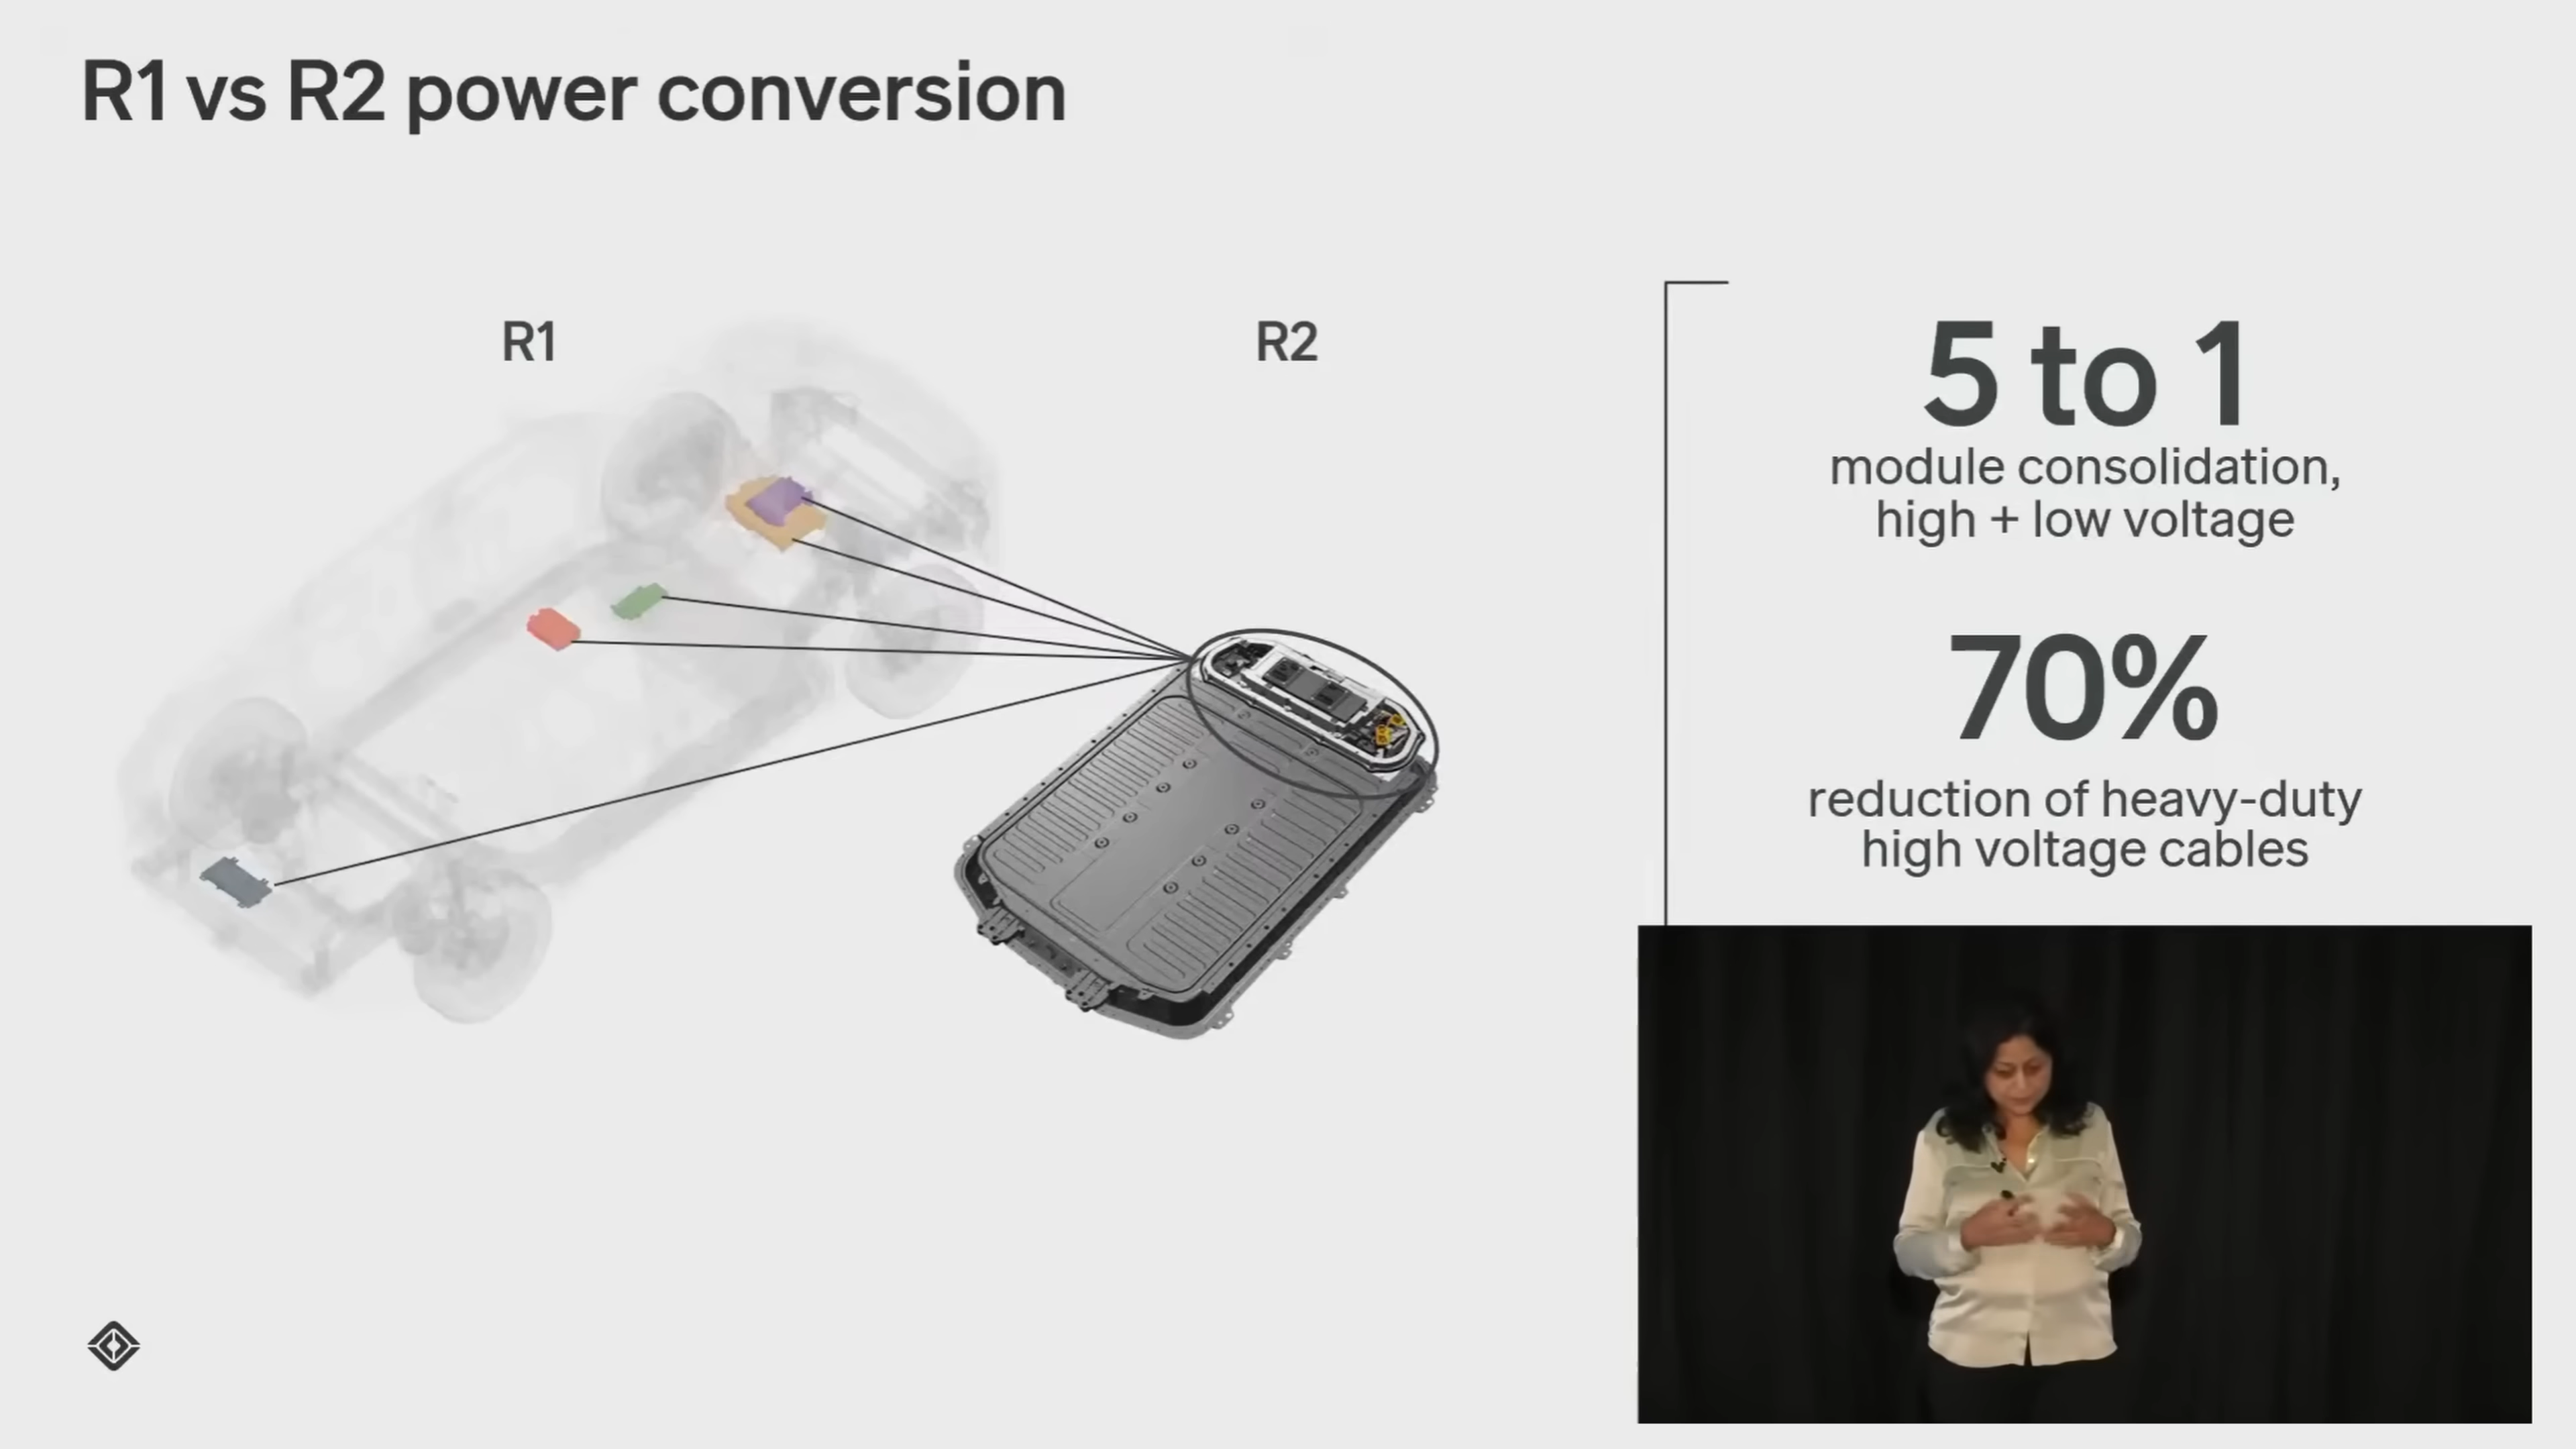 R1 vs R2 power conversion
R1
R2
5 to 1
module consolidation,
high + low voltage
70%
reduction of heavy-duty
high voltage cables